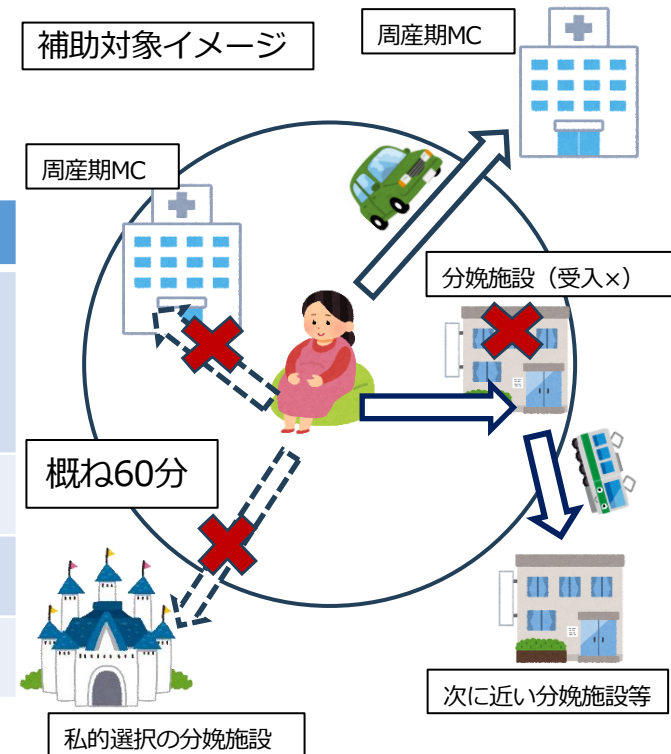 補助対象イメージ
周産期MC
周産期MC
分娩施設（受入×）
概ね60分
次に近い分娩施設等
私的選択の分娩施設